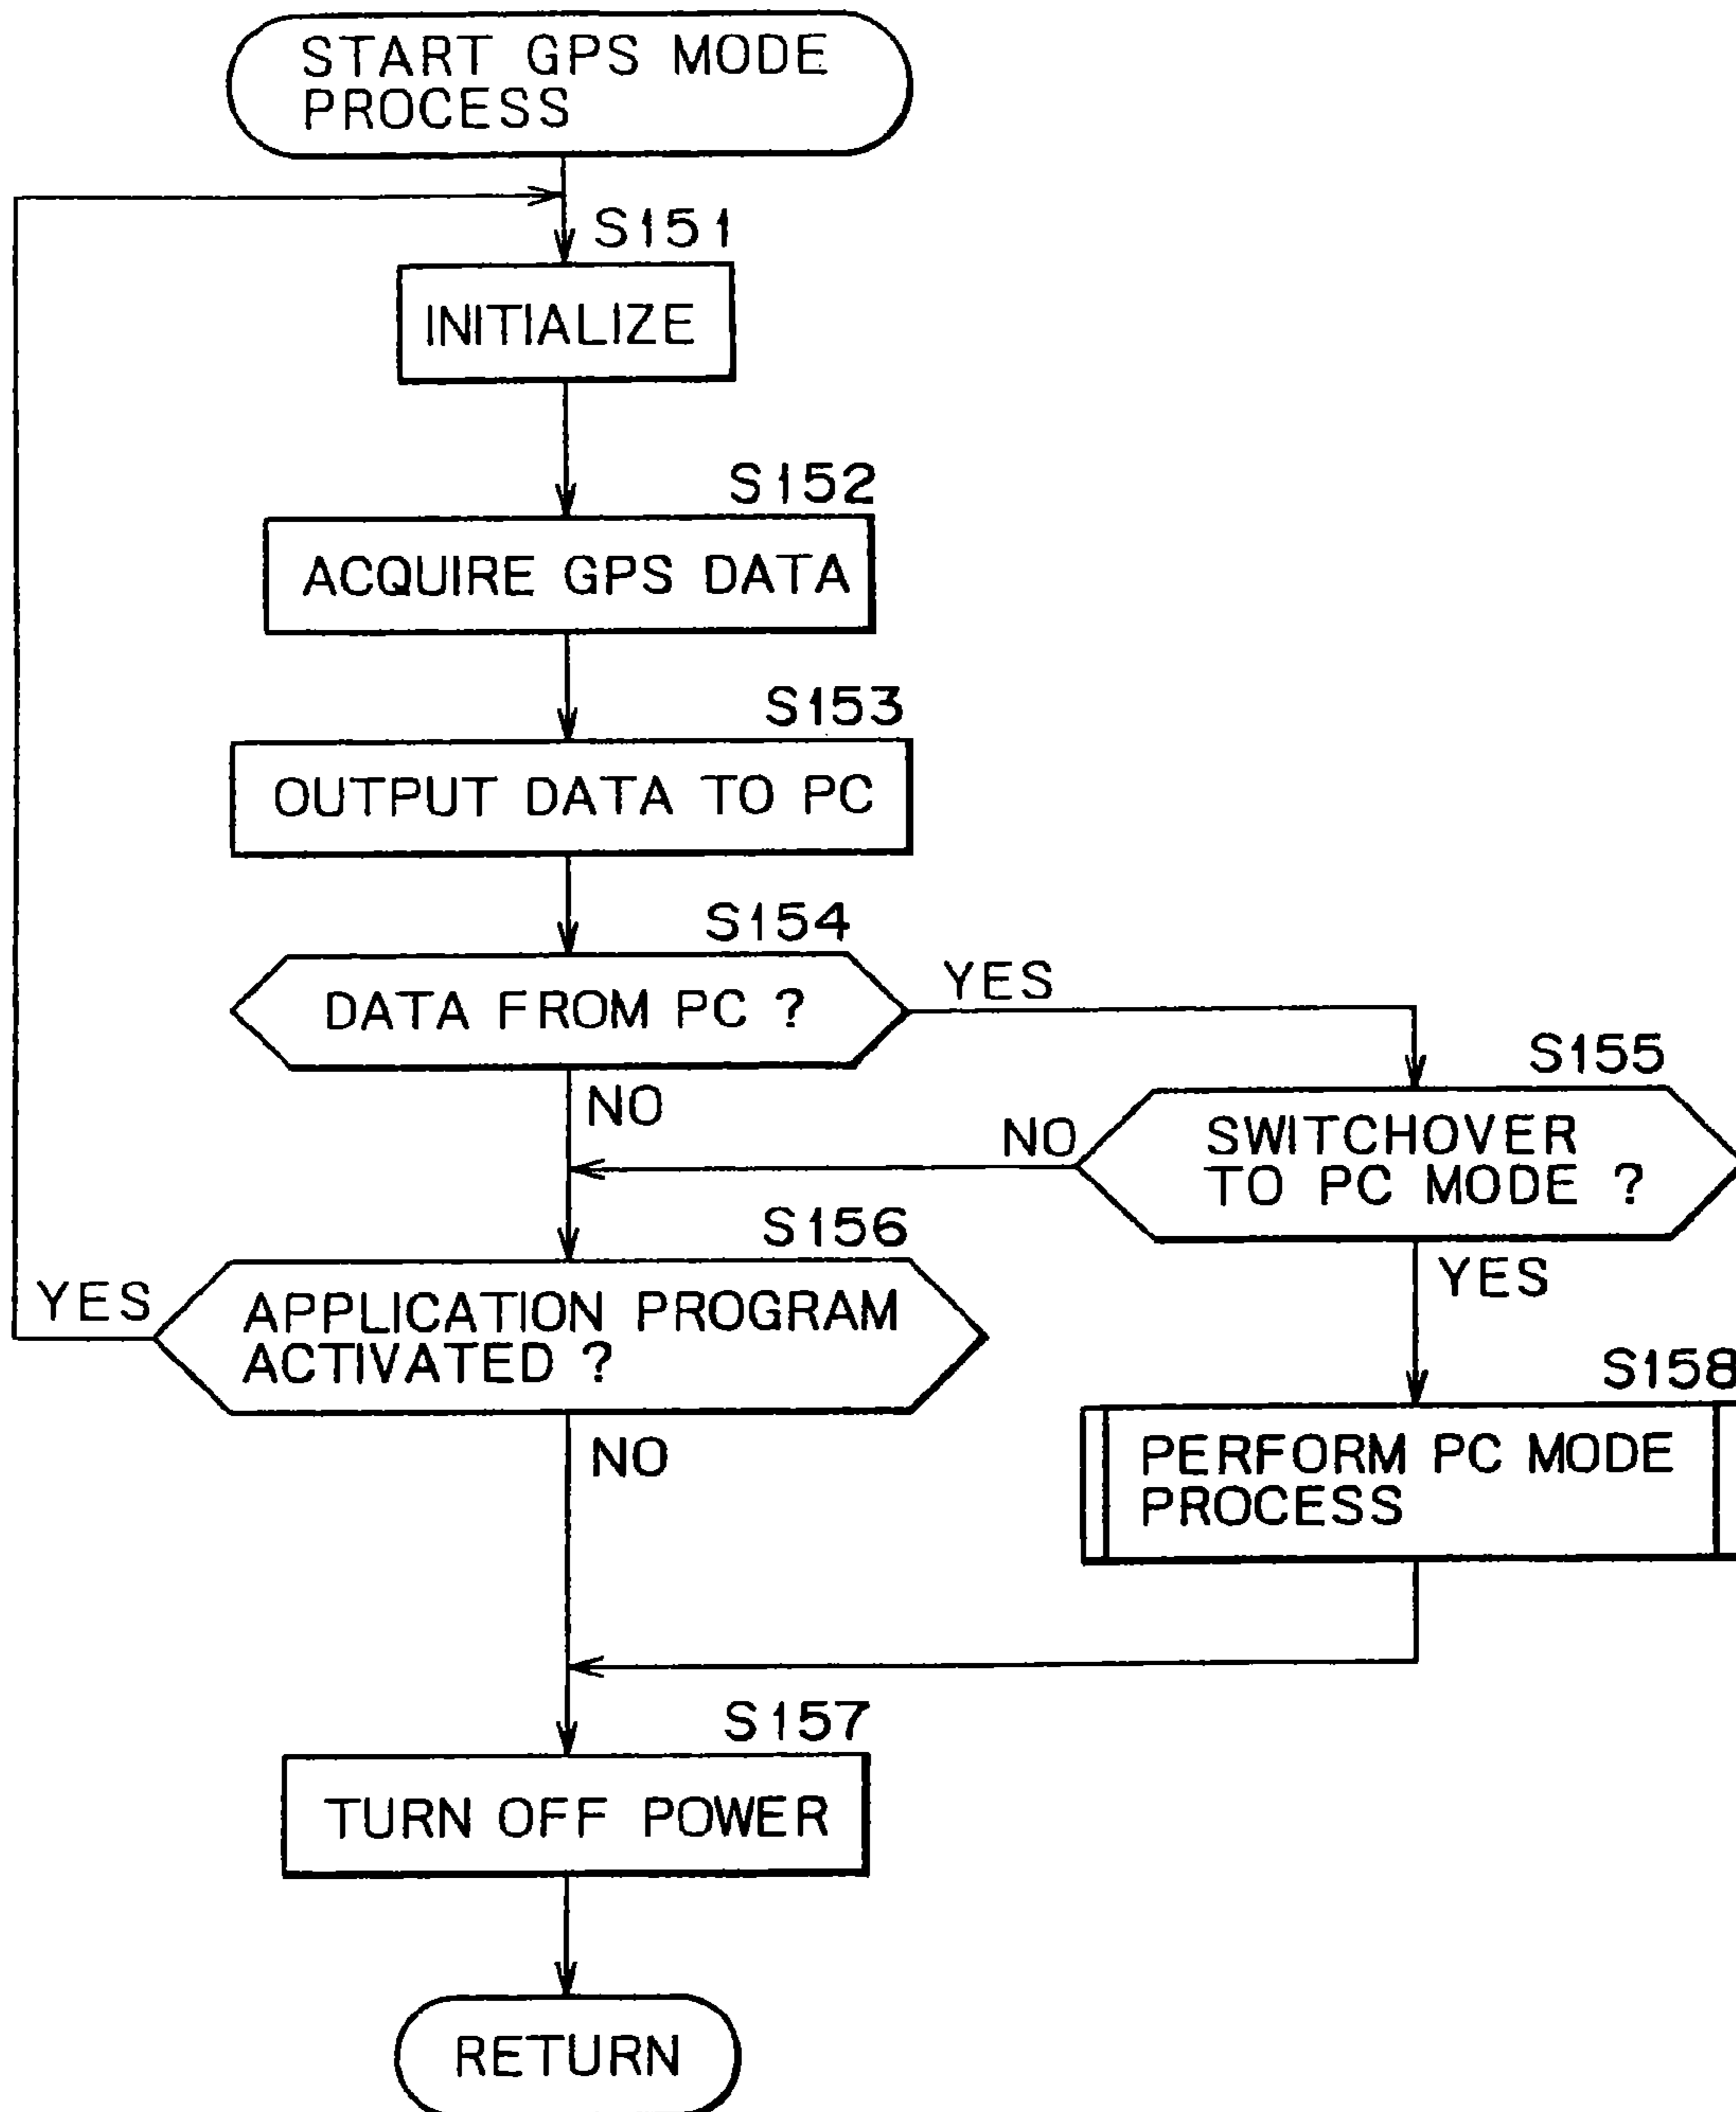 START GPS MODE
PROCESS
S151
INITIALIZE
S152
ACQUIRE GPS DATA
S153
OUTPUT DATA TO PC
S154
DATA FROM PC ?
YES
NO
S155
SWITCHOVER
TO PC MODE ?
NO
YES
S156
APPLICATION PROGRAM
ACTIVATED ?
YES
NO
S158
PERFORM PC MODE
PROCESS
S157
TURN OFF POWER
RETURN